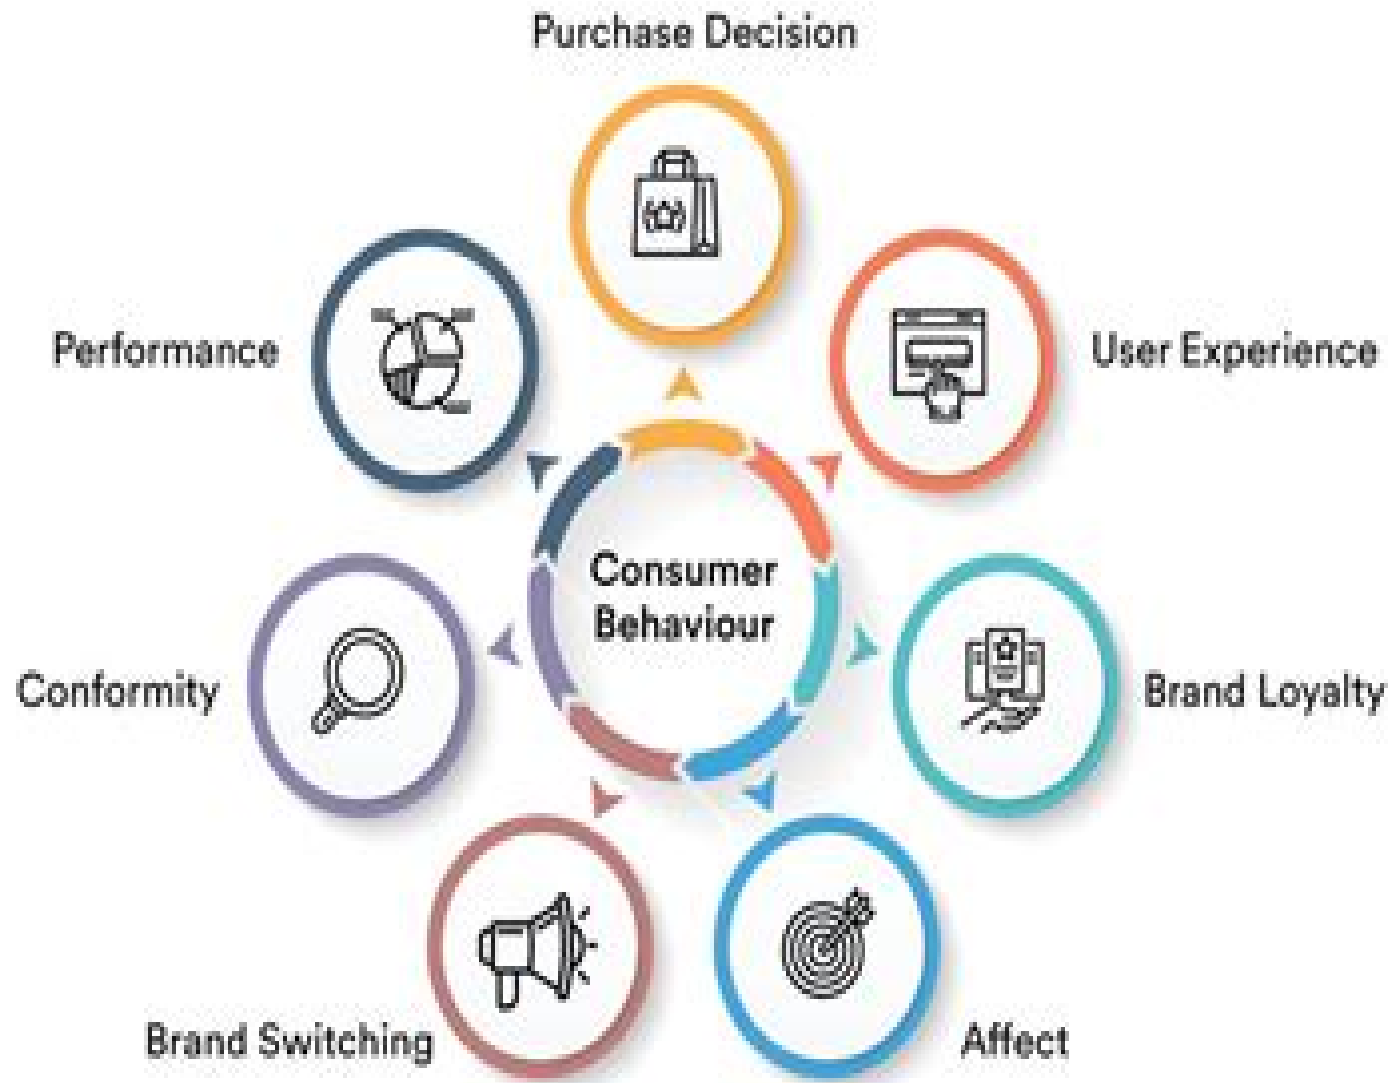 Purchase Decision
Performance
User Experience
Consumer
Behaviour
Conformity
Brand Loyalty
Brand Switching
Affect